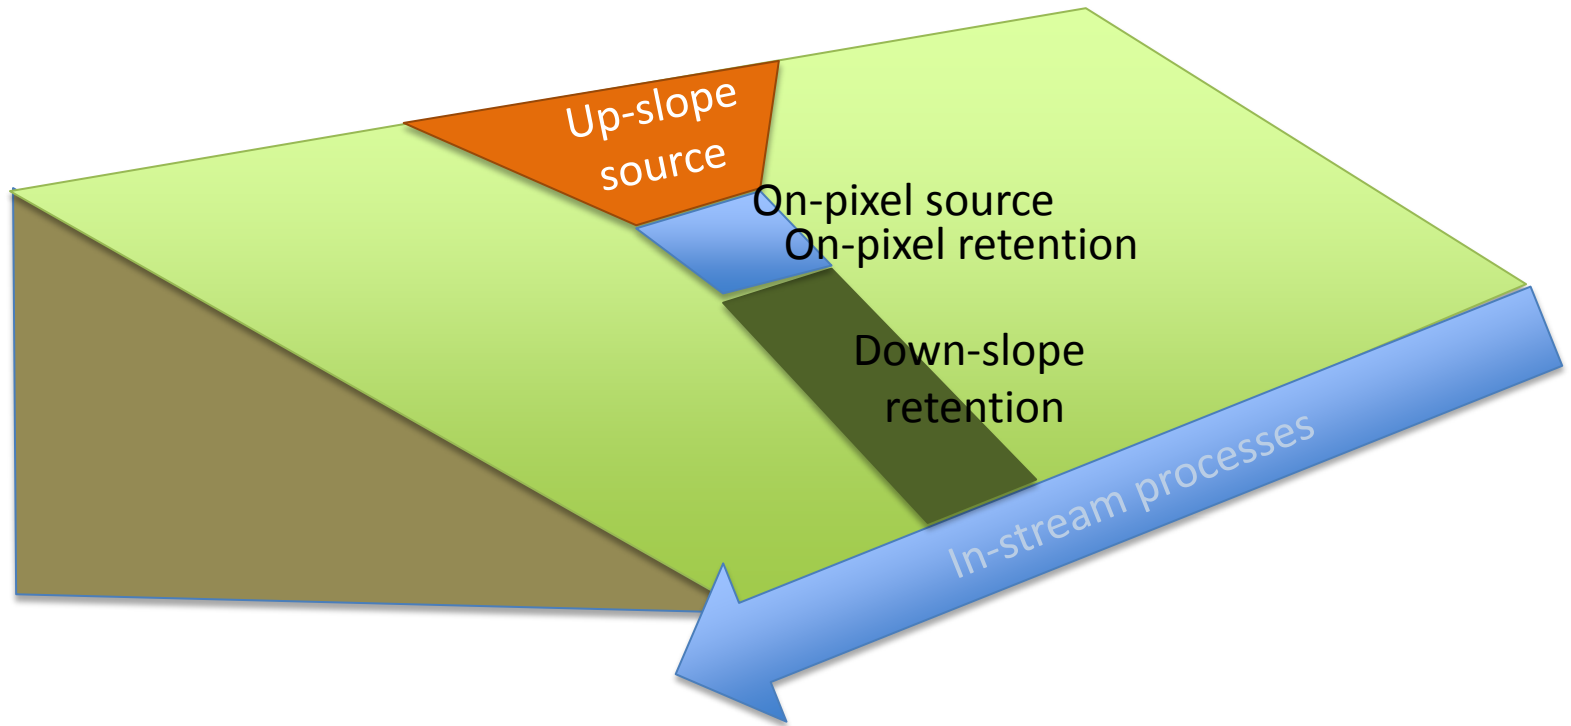 Up-slope
source
On-pixel source
On-pixel retention
Down-slope
retention
In-stream processes